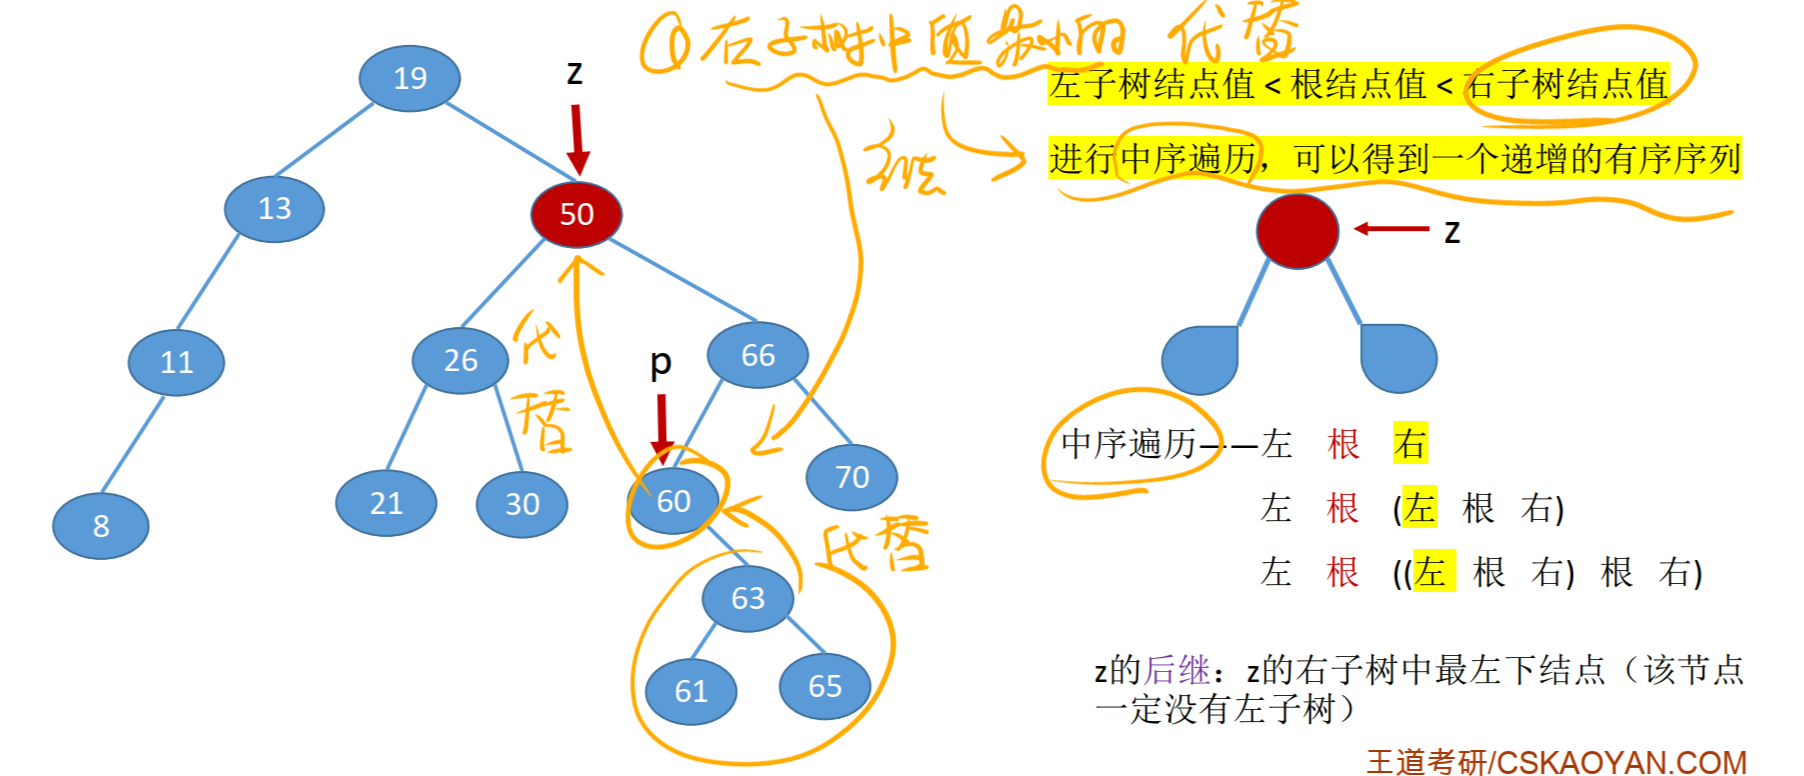 ① 右子树中值最小的 代替
19
z
左子树结点值 < 根结点值 < 右子树结点值
进行中序遍历，可以得到一个递增的有序序列
13
50
z
代替
11
26
p
66
中序遍历——左 根 右
21
30
60
70
左 根 (左 根 右)
8
代替
左 根 ((左 根 右) 根 右)
63
61
65
z的后继：z的右子树中最左下结点（该节点
一定没有左子树）
王道考研/CSKAOYAN.COM